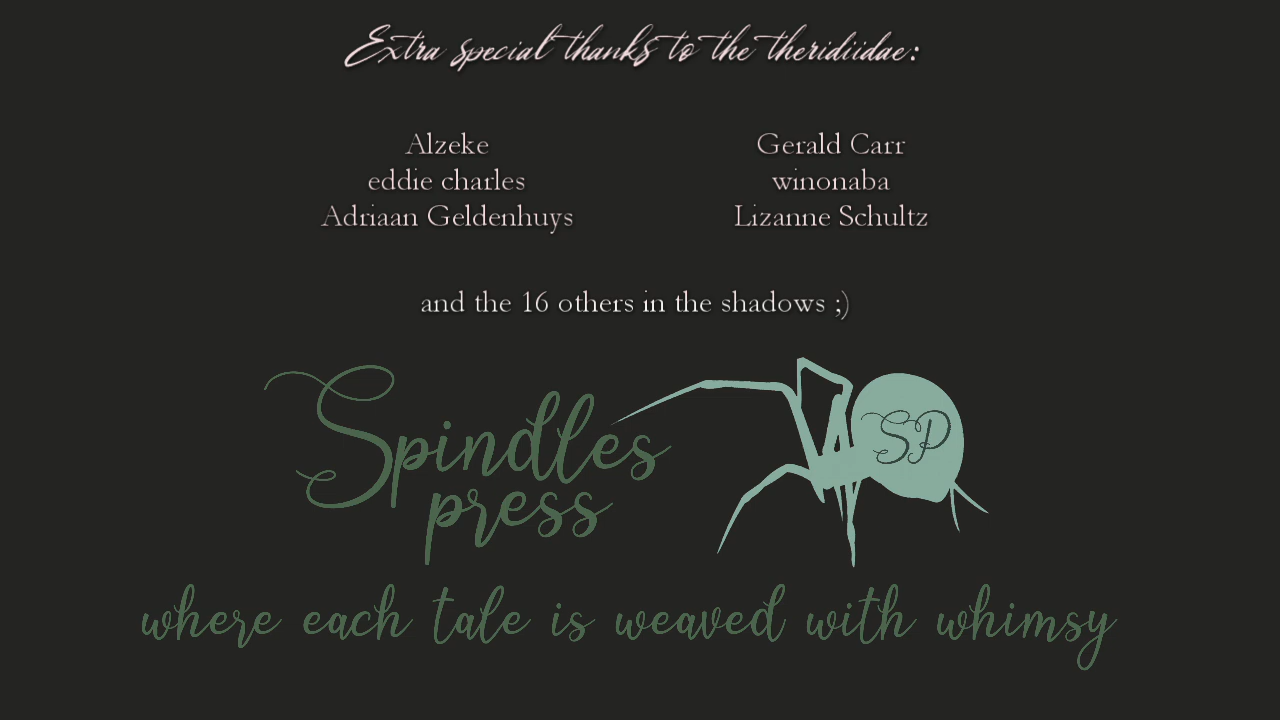 Extra special thanks to the theridiidae:
Alzeke
eddie charles
Adriaan Geldenhuys
Gerald Carr
winonaba
Lizanne Schultz
and the 16 others in the shadows ;)
Spindles
press
SP
where each tale is weaved with whimsy